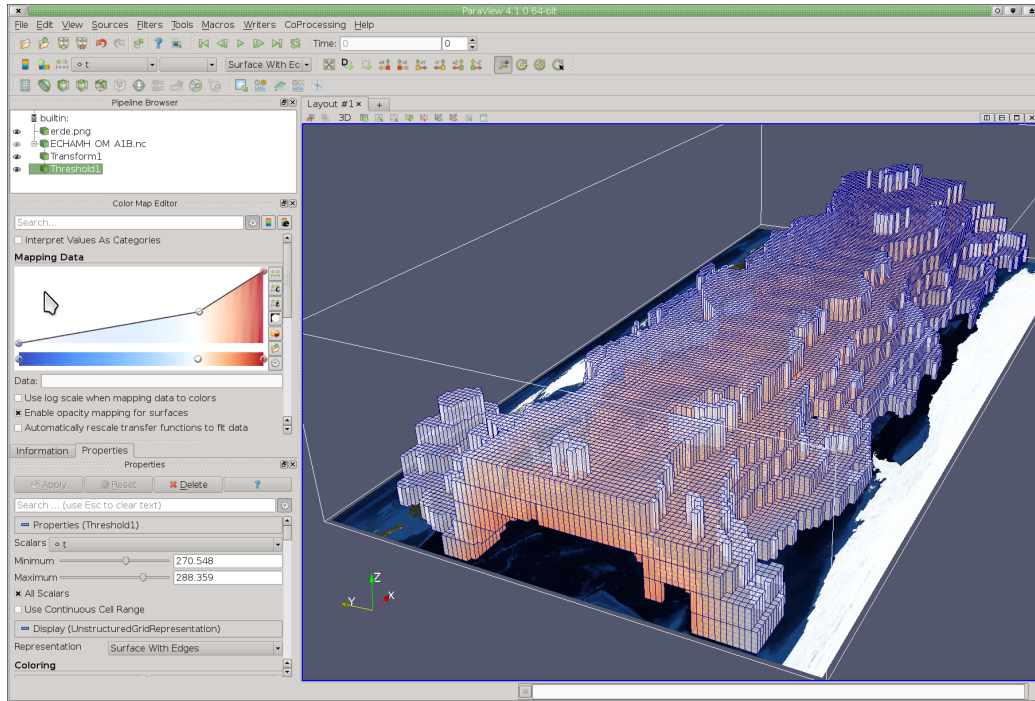 ParaView 4.1.0 64-bit
File Edit View Sources Filters Tools Macros Writers CoProcessing Help
Time: 0 0
t Surface With Ec
Pipeline Browser
builtin:
erde.png
ECHAMH_OM_A1B.nc
Transform1
Threshold1
Color Map Editor
Search...
Interpret Values As Categories
Mapping Data
Data:
Use log scale when mapping data to colors
Enable opacity mapping for surfaces
Automatically rescale transfer functions to fit data
Information Properties
Properties
Apply Reset Delete ?
Search ... (use Esc to clear text)
Properties (Threshold1)
Scalars t
Minimum 270.548
Maximum 288.359
All Scalars
Use Continuous Cell Range
Display (UnstructuredGridRepresentation)
Representation Surface With Edges
Coloring
Layout #1 +
3D
Z
Y X